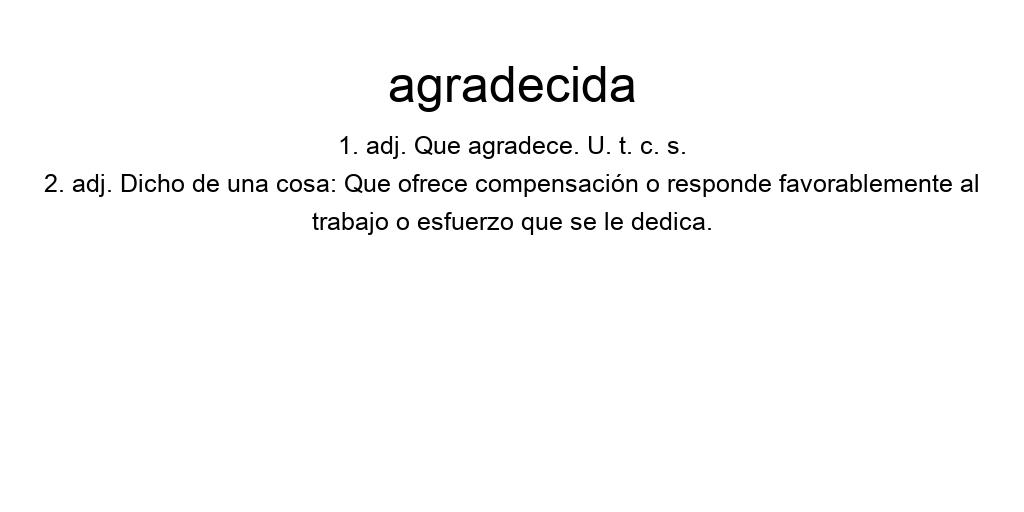 agradecida
1. adj. Que agradece. U. t. c. s.
2. adj. Dicho de una cosa: Que ofrece compensación o responde favorablemente al
trabajo o esfuerzo que se le dedica.